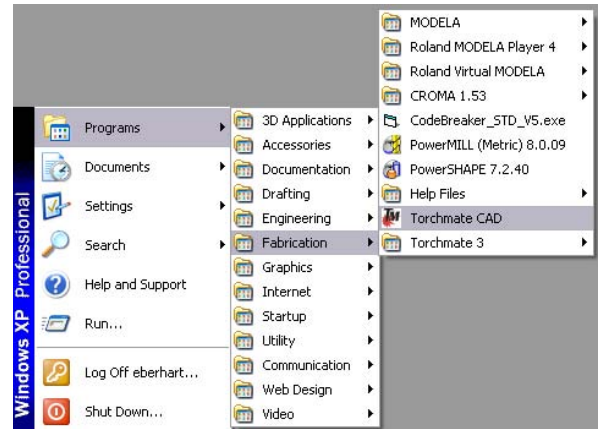 MODELA
Roland MODELA Player 4
Roland Virtual MODELA
CROMA 1.53
CodeBreaker_STD_V5.exe
PowerMILL (Metric) 8.0.09
PowerSHAPE 7.2.40
Help Files
Torchmate CAD
Torchmate 3
3D Applications
Accessories
Documentation
Drafting
Engineering
Fabrication
Graphics
Internet
Startup
Utility
Communication
Web Design
Video
Programs
Documents
Settings
Search
Help and Support
Run...
Log Off eberhart...
Shut Down...
Windows XP Professional